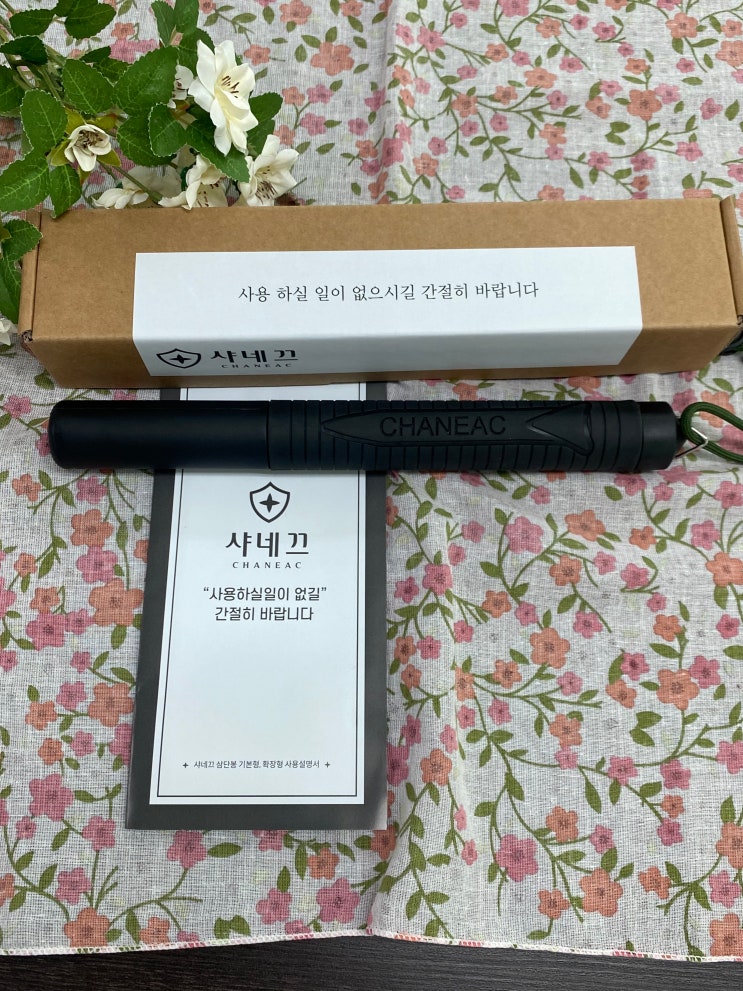 사용 하실 일이 없으시길 간절히 바랍니다
샤네끄
CHANEAC
CHANEAC
샤네끄
CHANEAC
“사용하실일이 없길”
간절히 바랍니다
+ 샤네끄 삼단봉 기본형, 확장형 사용설명서 +